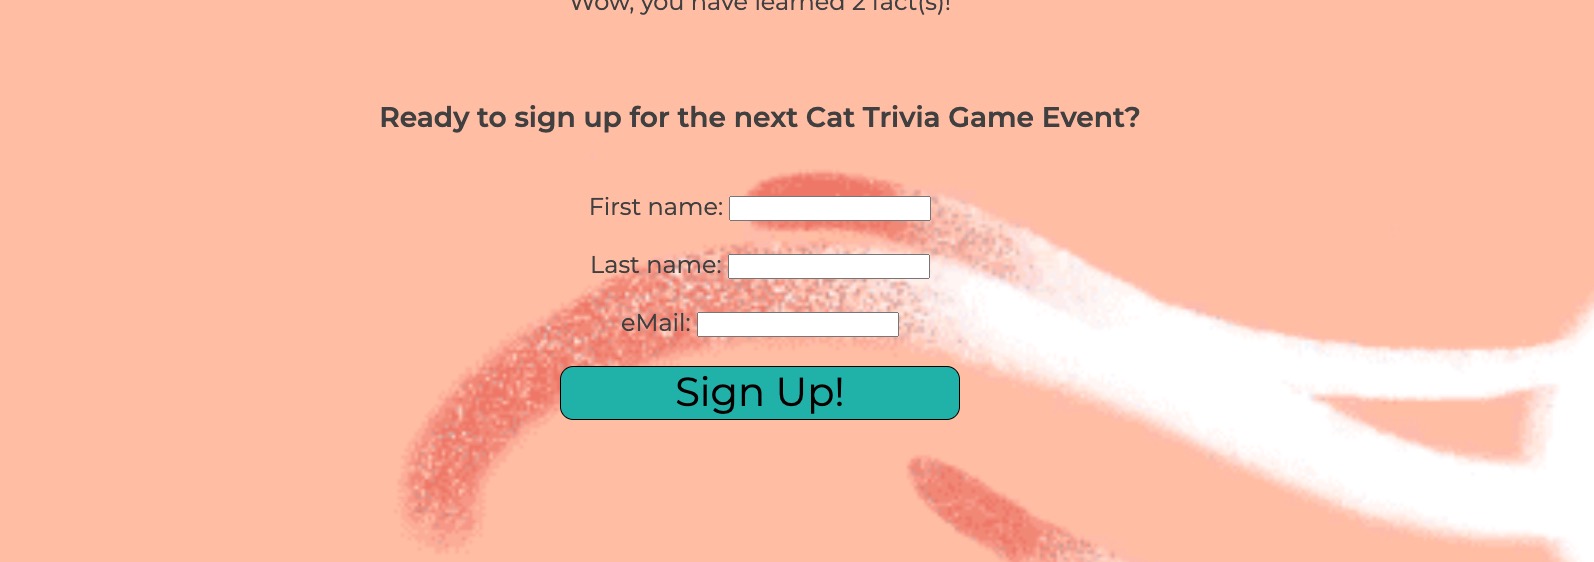 Wow, you have learned 2 fact(s)!
Ready to sign up for the next Cat Trivia Game Event?
First name:
Last name:
eMail:
Sign Up!